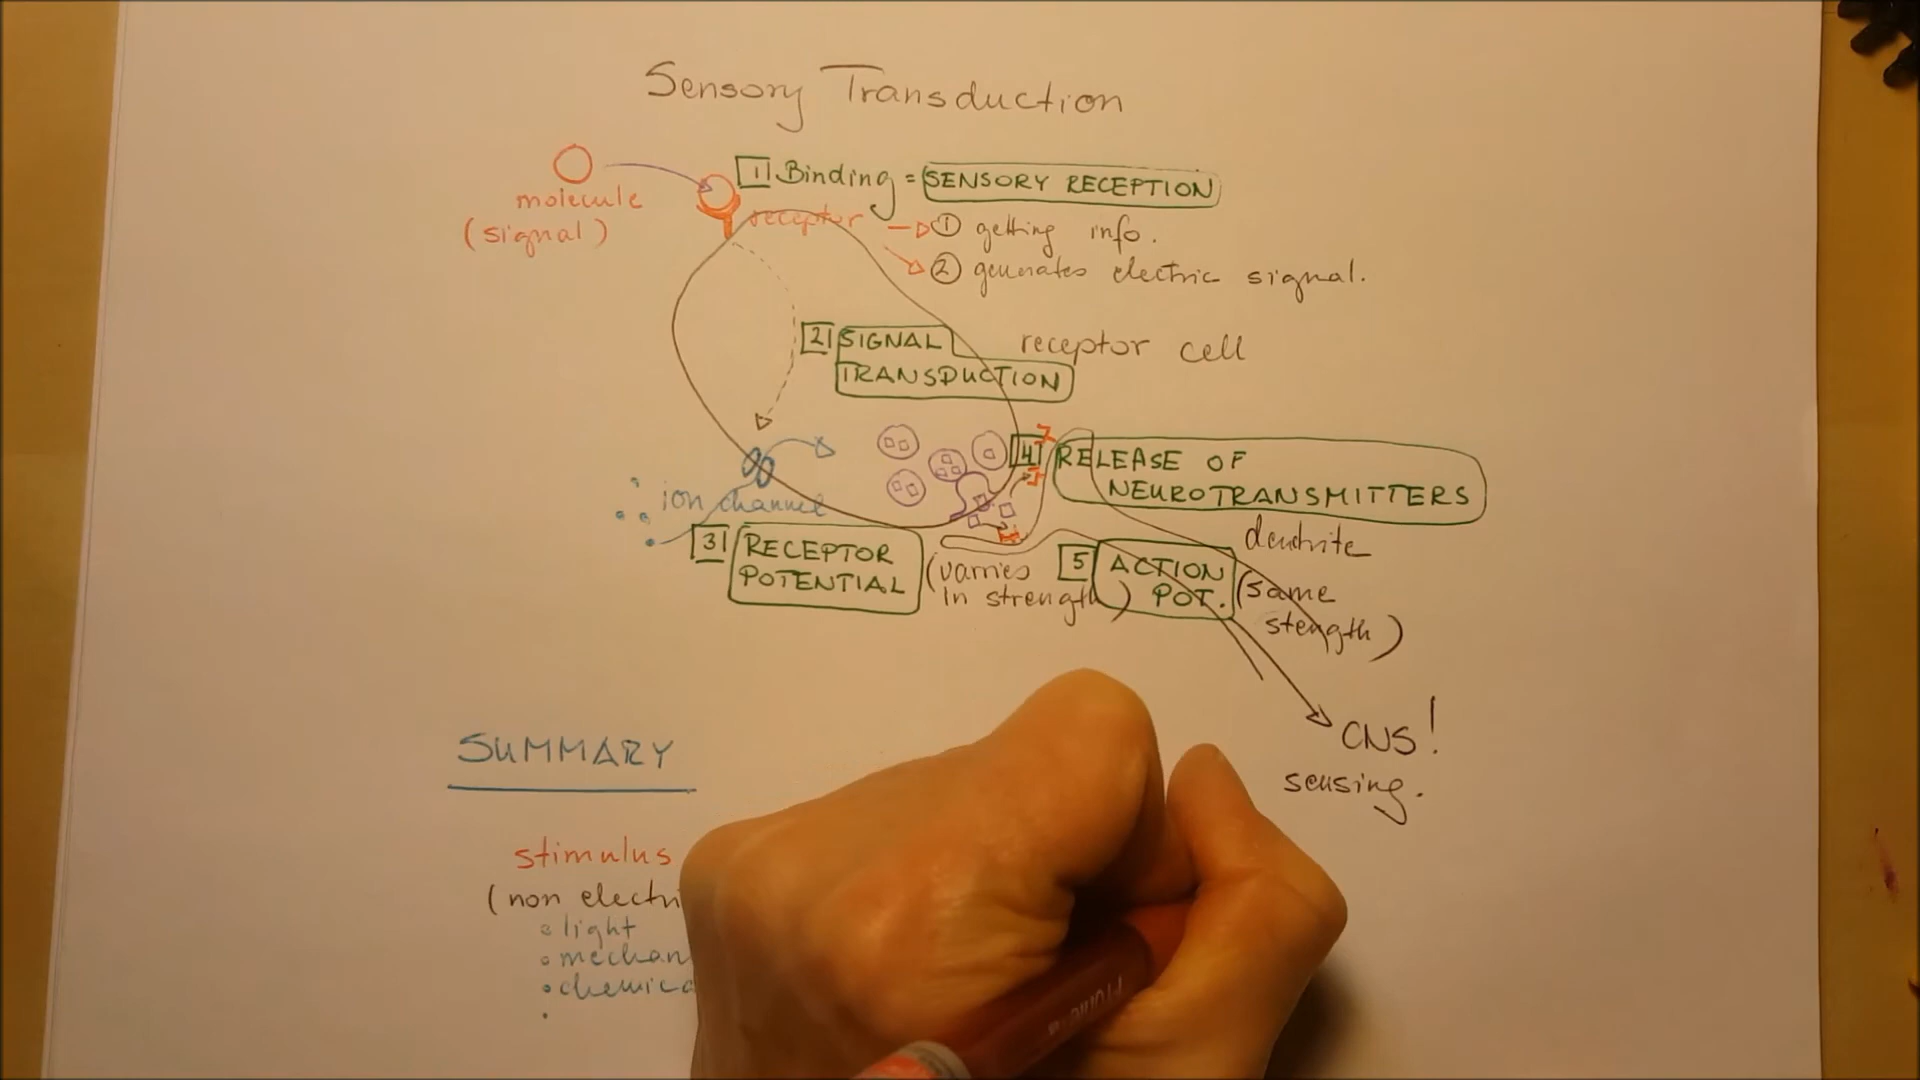 Sensory Transduction
1 Binding = SENSORY RECEPTION
molecule
(signal)
receptor
① getting info.
② generates electric signal.
2 SIGNAL
TRANSDUCTION
receptor cell
4 RELEASE OF
NEUROTRANSMITTERS
ion channel
dendrite
3 RECEPTOR
POTENTIAL
(varries
in strength)
5 ACTION
POT.
(same
stength)
CNS!
sensing.
SUMMARY
stimulus
(non electri
light
mechan
chemica